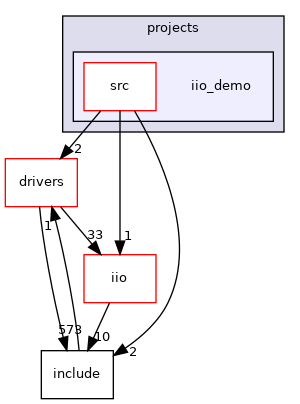 projects
src
iio_demo
2
drivers
33
1
iio
1
573
10
2
include